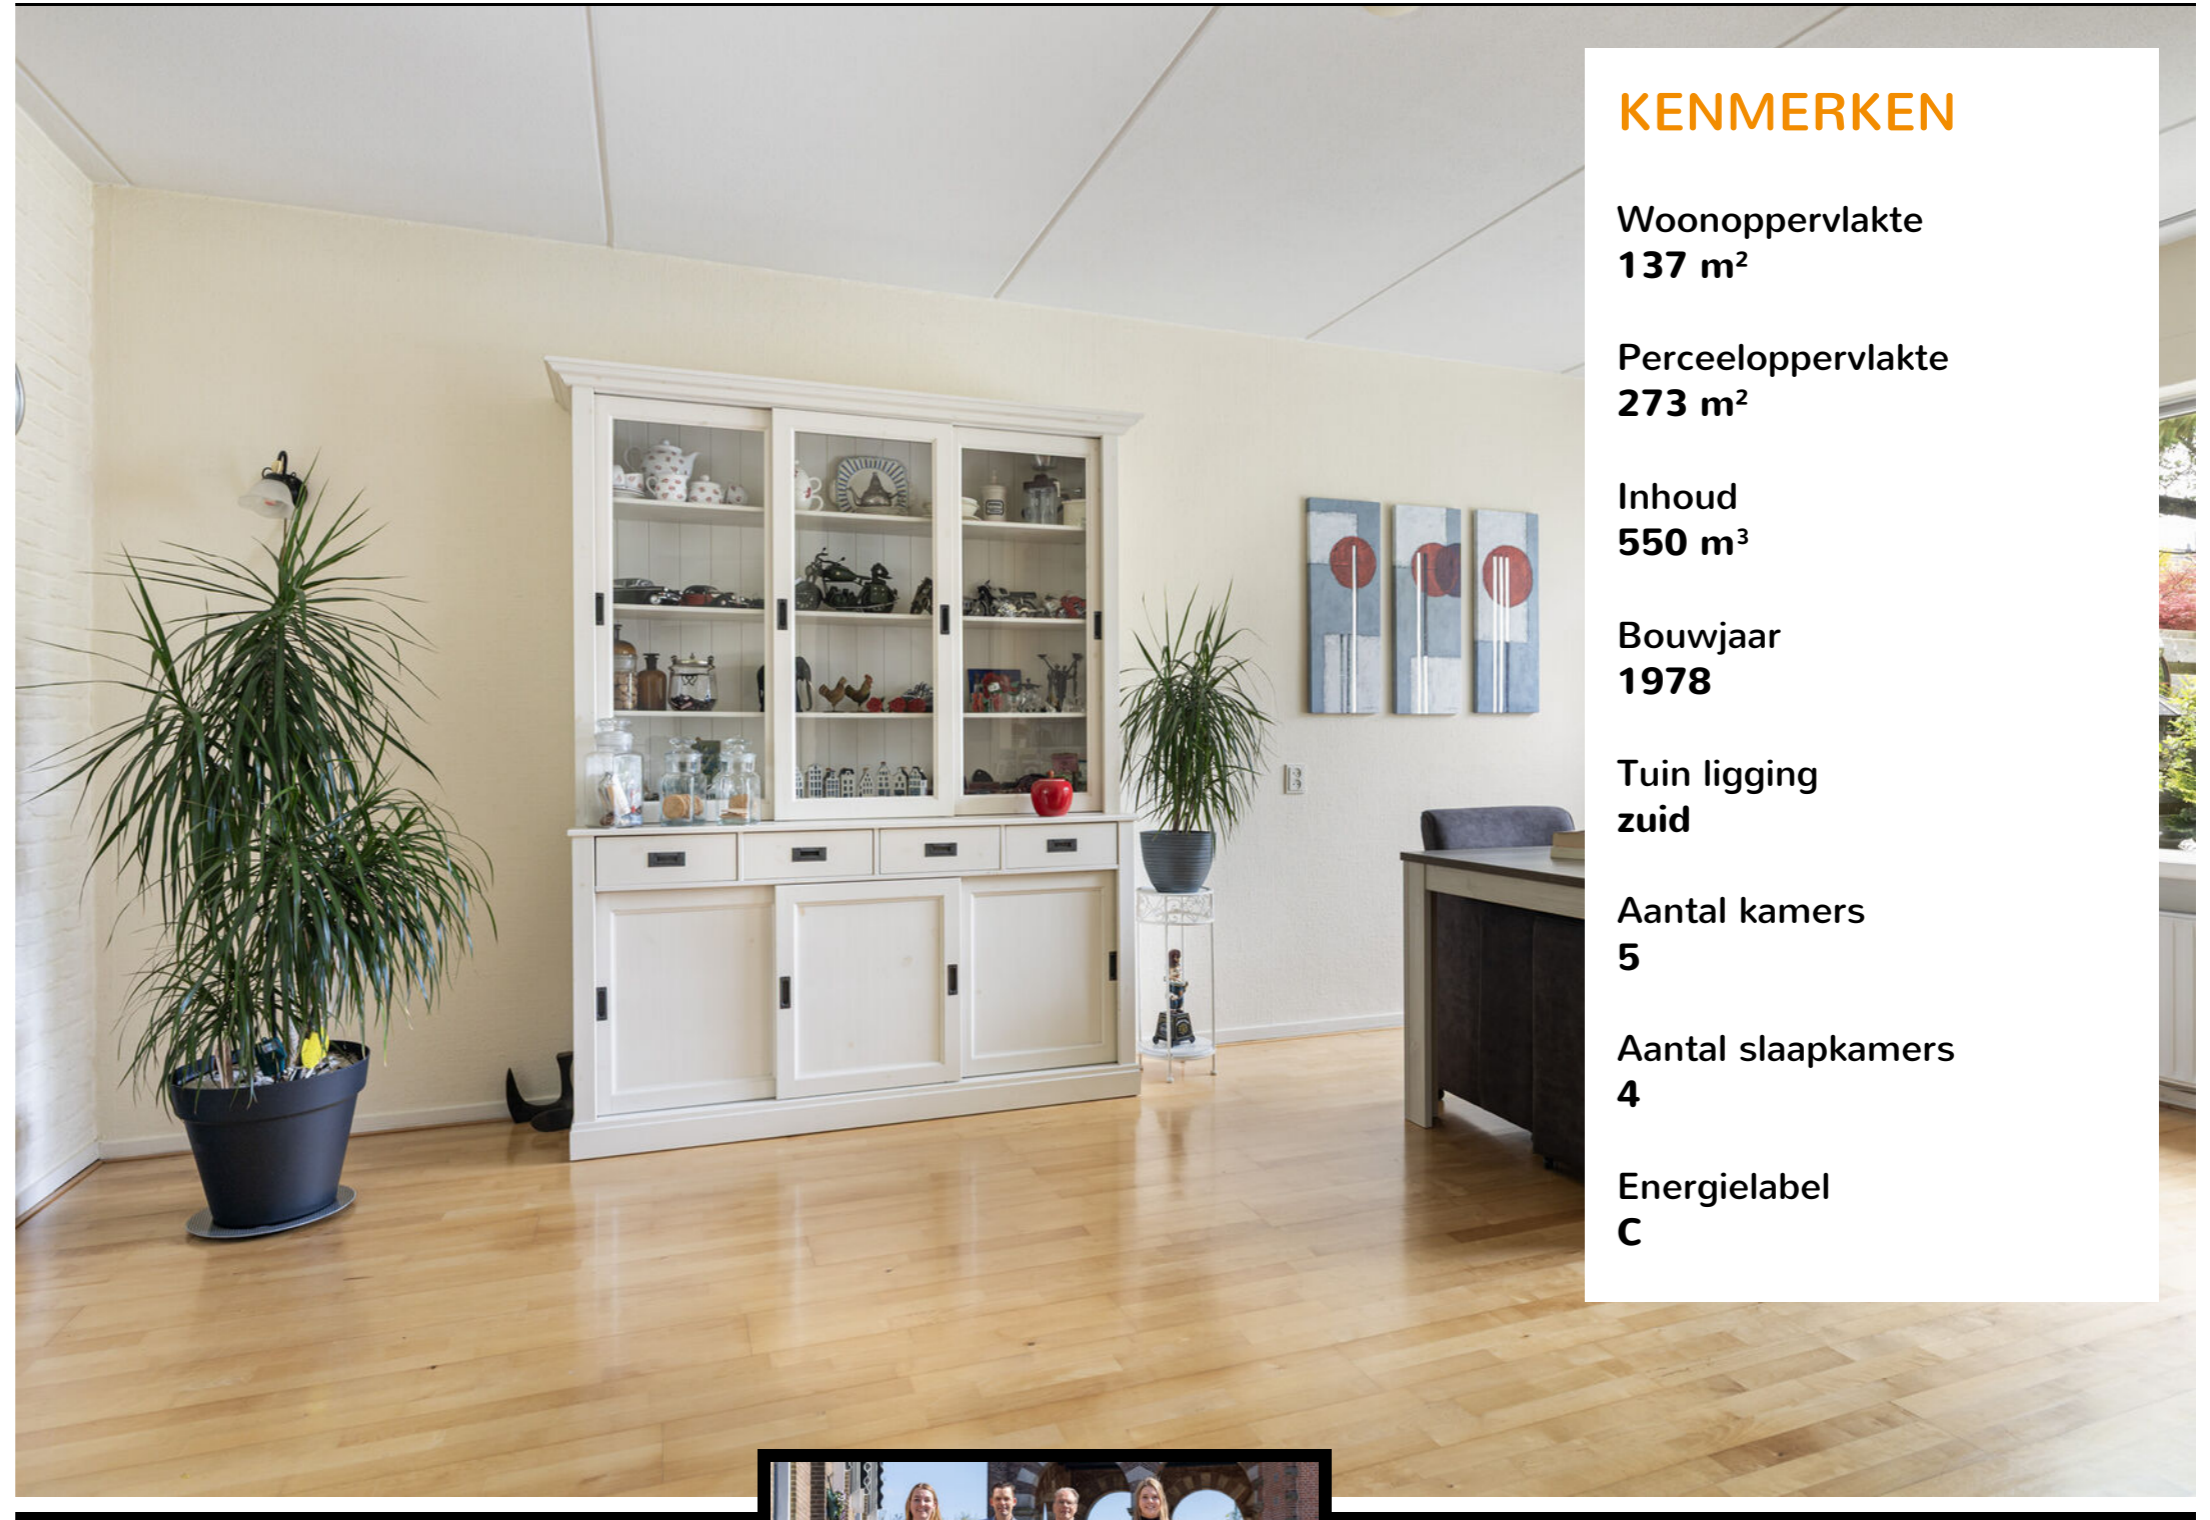 KENMERKEN
Woonoppervlakte
137 m²
Perceeloppervlakte
273 m²
Inhoud
550 m³
Bouwjaar
1978
Tuin ligging
zuid
Aantal kamers
5
Aantal slaapkamers
4
Energielabel
C